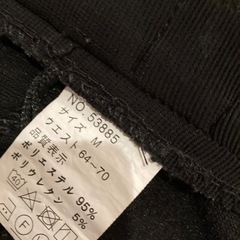 NO. 53885
サイズ M
ウエスト 64-70
品質表示
ポリエステル 95%
ポリウレタン 5%
40
F